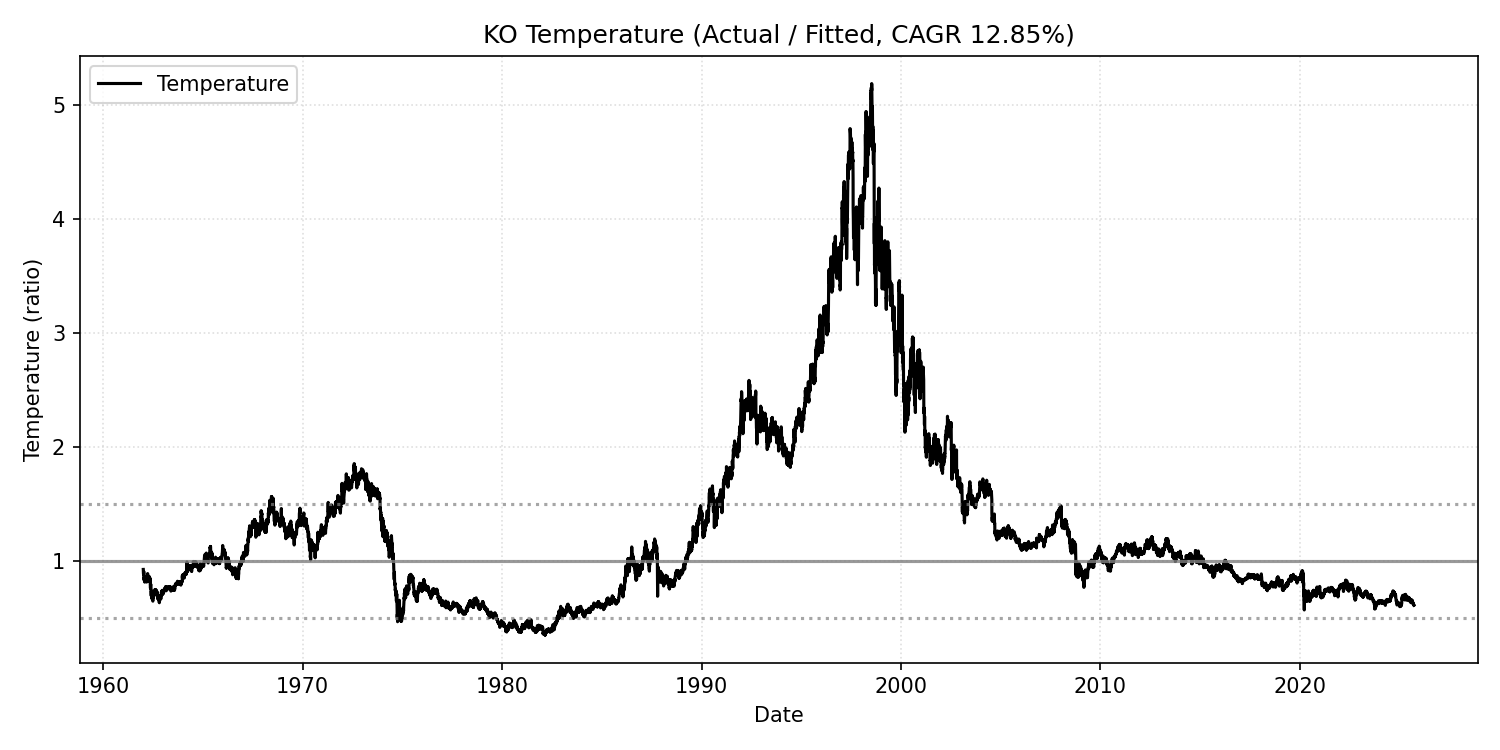 KO Temperature (Actual / Fitted, CAGR 12.85%)
Temperature
5
4
3
2
1
Temperature (ratio)
1960 1970 1980 1990 2000 2010 2020
Date